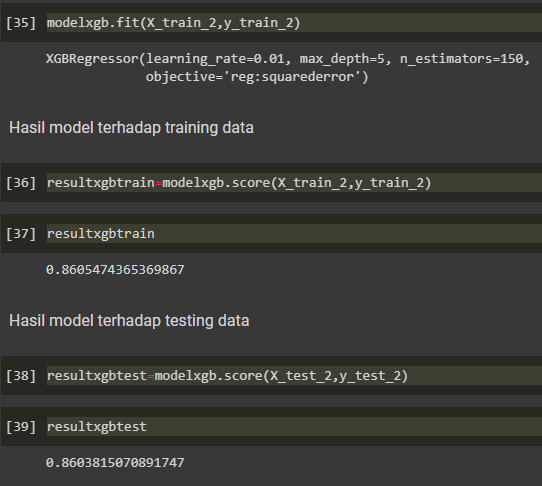 [35] modelxgb.fit(X_train_2,y_train_2)
XGBRegressor(learning_rate=0.01, max_depth=5, n_estimators=150,
objective='reg:squarederror')
Hasil model terhadap training data
[36] resultxgbtrain=modelxgb.score(X_train_2,y_train_2)
[37] resultxgbtrain
0.8605474365369867
Hasil model terhadap testing data
[38] resultxgbtest=modelxgb.score(X_test_2,y_test_2)
[39] resultxgbtest
0.8603815070891747